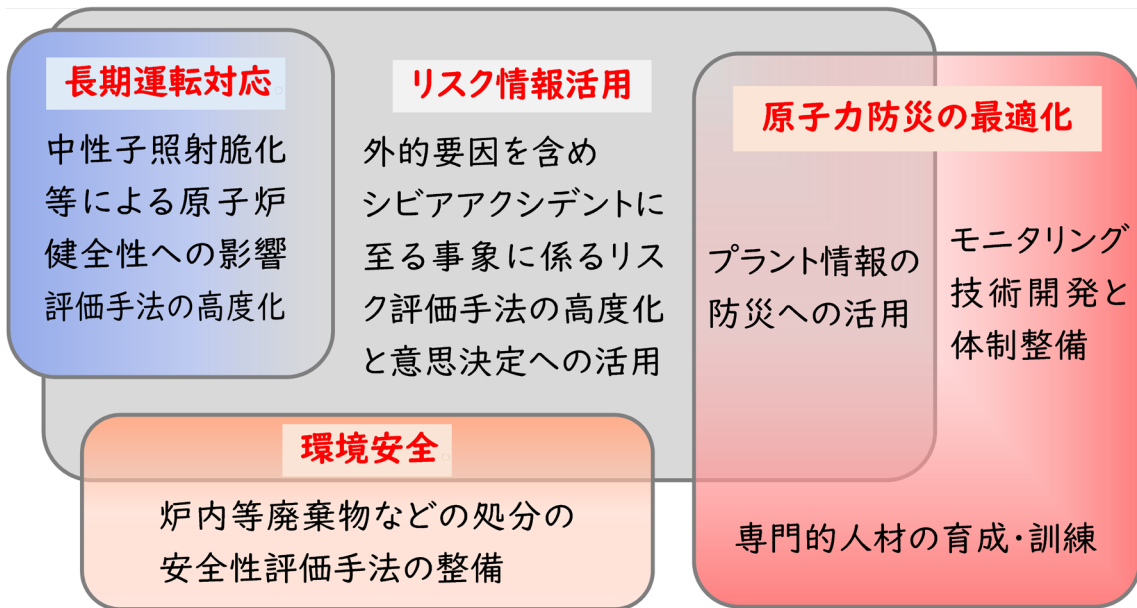 長期運転対応
中性子照射脆化
等による原子炉
健全性への影響
評価手法の高度化
リスク情報活用
外的要因を含め
シビアアクシデントに
至る事象に係るリス
ク評価手法の高度化
と意思決定への活用
原子力防災の最適化
プラント情報の
防災への活用
モニタリング
技術開発と
体制整備
専門的人材の育成・訓練
環境安全
炉内等廃棄物などの処分の
安全性評価手法の整備